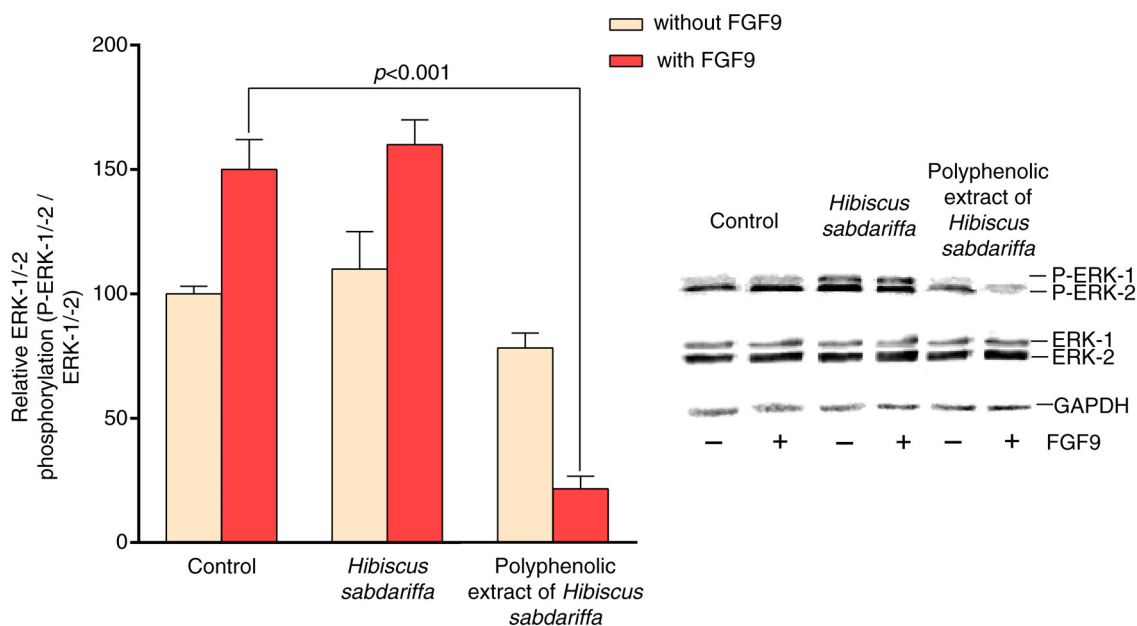 without FGF9
with FGF9
200
150
100
50
0
Relative ERK-1/-2
phosphorylation (P-ERK-1/-2 /
ERK-1/-2)
p<0.001
Control
Hibiscus
sabdariffa
Polyphenolic
extract of Hibiscus
sabdariffa
Control
Hibiscus
sabdariffa
Polyphenolic
extract of
Hibiscus
sabdariffa
P-ERK-1
P-ERK-2
ERK-1
ERK-2
GAPDH
− + − + − + FGF9